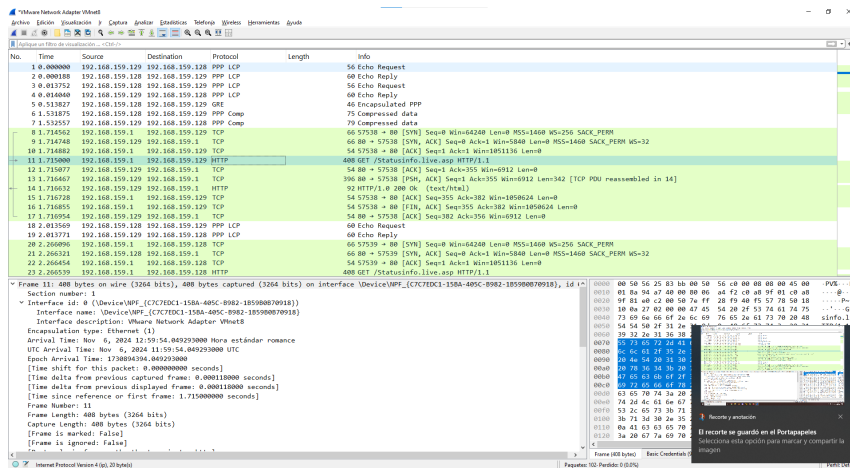 *VMware Network Adapter VMnet8
Archivo Edición Visualización Ir Captura Analizar Estadísticas Telefonía Wireless Herramientas Ayuda
Aplique un filtro de visualización ... <Ctrl-/>
No. Time Source Destination Protocol Length Info
1 0.000000 192.168.159.129 192.168.159.128 PPP LCP 56 Echo Request
2 0.000188 192.168.159.128 192.168.159.129 PPP LCP 60 Echo Reply
3 0.013752 192.168.159.128 192.168.159.129 PPP LCP 56 Echo Request
4 0.014040 192.168.159.129 192.168.159.128 PPP LCP 60 Echo Reply
5 0.513827 192.168.159.128 192.168.159.129 GRE 46 Encapsulated PPP
6 1.531875 192.168.159.129 192.168.159.128 PPP Comp 75 Compressed data
7 1.532557 192.168.159.128 192.168.159.129 PPP Comp 79 Compressed data
8 1.714562 192.168.159.1 192.168.159.129 TCP 66 57538 → 80 [SYN] Seq=0 Win=64240 Len=0 MSS=1460 WS=256 SACK_PERM
9 1.714748 192.168.159.129 192.168.159.1 TCP 66 80 → 57538 [SYN, ACK] Seq=0 Ack=1 Win=5840 Len=0 MSS=1460 SACK_PERM WS=32
10 1.714882 192.168.159.1 192.168.159.129 TCP 54 57538 → 80 [ACK] Seq=1 Ack=1 Win=1051136 Len=0
11 1.715000 192.168.159.1 192.168.159.129 HTTP 408 GET /Statusinfo.live.asp HTTP/1.1
12 1.715077 192.168.159.129 192.168.159.1 TCP 54 80 → 57538 [ACK] Seq=1 Ack=355 Win=6912 Len=0
13 1.716467 192.168.159.129 192.168.159.1 TCP 396 80 → 57538 [PSH, ACK] Seq=1 Ack=355 Win=6912 Len=342 [TCP PDU reassembled in 14]
14 1.716632 192.168.159.129 192.168.159.1 HTTP 92 HTTP/1.0 200 Ok (text/html)
15 1.716728 192.168.159.1 192.168.159.129 TCP 54 57538 → 80 [ACK] Seq=355 Ack=382 Win=1050624 Len=0
16 1.716855 192.168.159.1 192.168.159.129 TCP 54 57538 → 80 [FIN, ACK] Seq=355 Ack=382 Win=1050624 Len=0
17 1.716954 192.168.159.129 192.168.159.1 TCP 54 80 → 57538 [ACK] Seq=382 Ack=356 Win=6912 Len=0
18 2.013569 192.168.159.129 192.168.159.128 PPP LCP 60 Echo Request
19 2.013771 192.168.159.128 192.168.159.129 PPP LCP 60 Echo Reply
20 2.266096 192.168.159.1 192.168.159.128 TCP 66 57539 → 80 [SYN] Seq=0 Win=64240 Len=0 MSS=1460 WS=256 SACK_PERM
21 2.266321 192.168.159.128 192.168.159.1 TCP 66 80 → 57539 [SYN, ACK] Seq=0 Ack=1 Win=5840 Len=0 MSS=1460 SACK_PERM WS=32
22 2.266454 192.168.159.1 192.168.159.128 TCP 54 57539 → 80 [ACK] Seq=1 Ack=1 Win=1051136 Len=0
23 2.266539 192.168.159.1 192.168.159.128 HTTP 408 GET /Statusinfo.live.asp HTTP/1.1
Frame 11: 408 bytes on wire (3264 bits), 408 bytes captured (3264 bits) on interface \Device\NPF_{C7C7EDC1-15BA-405C-B982-1B59B0B70918}, id
Section number: 1
Interface id: 0 (\Device\NPF_{C7C7EDC1-15BA-405C-B982-1B59B0B70918})
Interface name: \Device\NPF_{C7C7EDC1-15BA-405C-B982-1B59B0B70918}
Interface description: VMware Network Adapter VMnet8
Encapsulation type: Ethernet (1)
Arrival Time: Nov 6, 2024 12:59:54.049293000 Hora estándar romance
UTC Arrival Time: Nov 6, 2024 11:59:54.049293000 UTC
Epoch Arrival Time: 1730894394.049293000
[Time shift for this packet: 0.000000000 seconds]
[Time delta from previous captured frame: 0.000118000 seconds]
[Time delta from previous displayed frame: 0.000118000 seconds]
[Time since reference or first frame: 1.715000000 seconds]
Frame Number: 11
Frame Length: 408 bytes (3264 bits)
Capture Length: 408 bytes (3264 bits)
[Frame is marked: False]
[Frame is ignored: False]
0000 00 50 56 25 83 bb 00 50 56 c0 00 08 08 00 45 00 ·PV%
Recorte y anotación
El recorte se guardó en el Portapapeles
Selecciona esta opción para marcar y compartir la
imagen
Frame (408 bytes) Basic Credentials
Internet Protocol Version 4 (ip), 20 byte(s) Paquetes: 102 · Perdido: 0 (0.0%) Perfil: Def